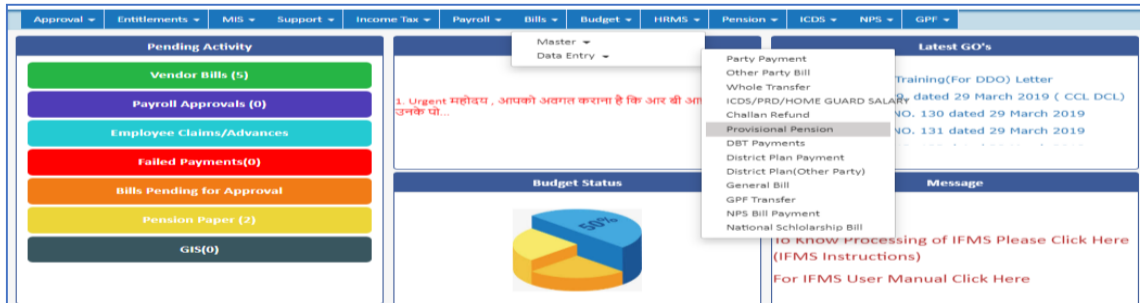 Approval Entitlements MIS Support Income Tax Payroll Bills Budget HRMS Pension ICDS NPS GPF
Master
Data Entry
Party Payment
Other Party Bill
Whole Transfer
ICDS/PRD/HOME GUARD SALARY
Challan Refund
Provisional Pension
DBT Payments
District Plan Payment
District Plan(Other Party)
General Bill
GPF Transfer
NPS Bill Payment
National Schlolarship Bill
Pending Activity
Vendor Bills (5)
Payroll Approvals (0)
Employee Claims/Advances
Failed Payments(0)
Bills Pending for Approval
Pension Paper (2)
GIS(0)
1. Urgent महोदय , आपको अवगत कराना है कि आर बी
उनके पो...
Budget Status
50%
Latest GO's
Training(For DDO) Letter
dated 29 March 2019 ( CCL DCL)
NO. 130 dated 29 March 2019
NO. 131 dated 29 March 2019
Message
To Know Processing of IFMS Please Click Here
(IFMS Instructions)
For IFMS User Manual Click Here